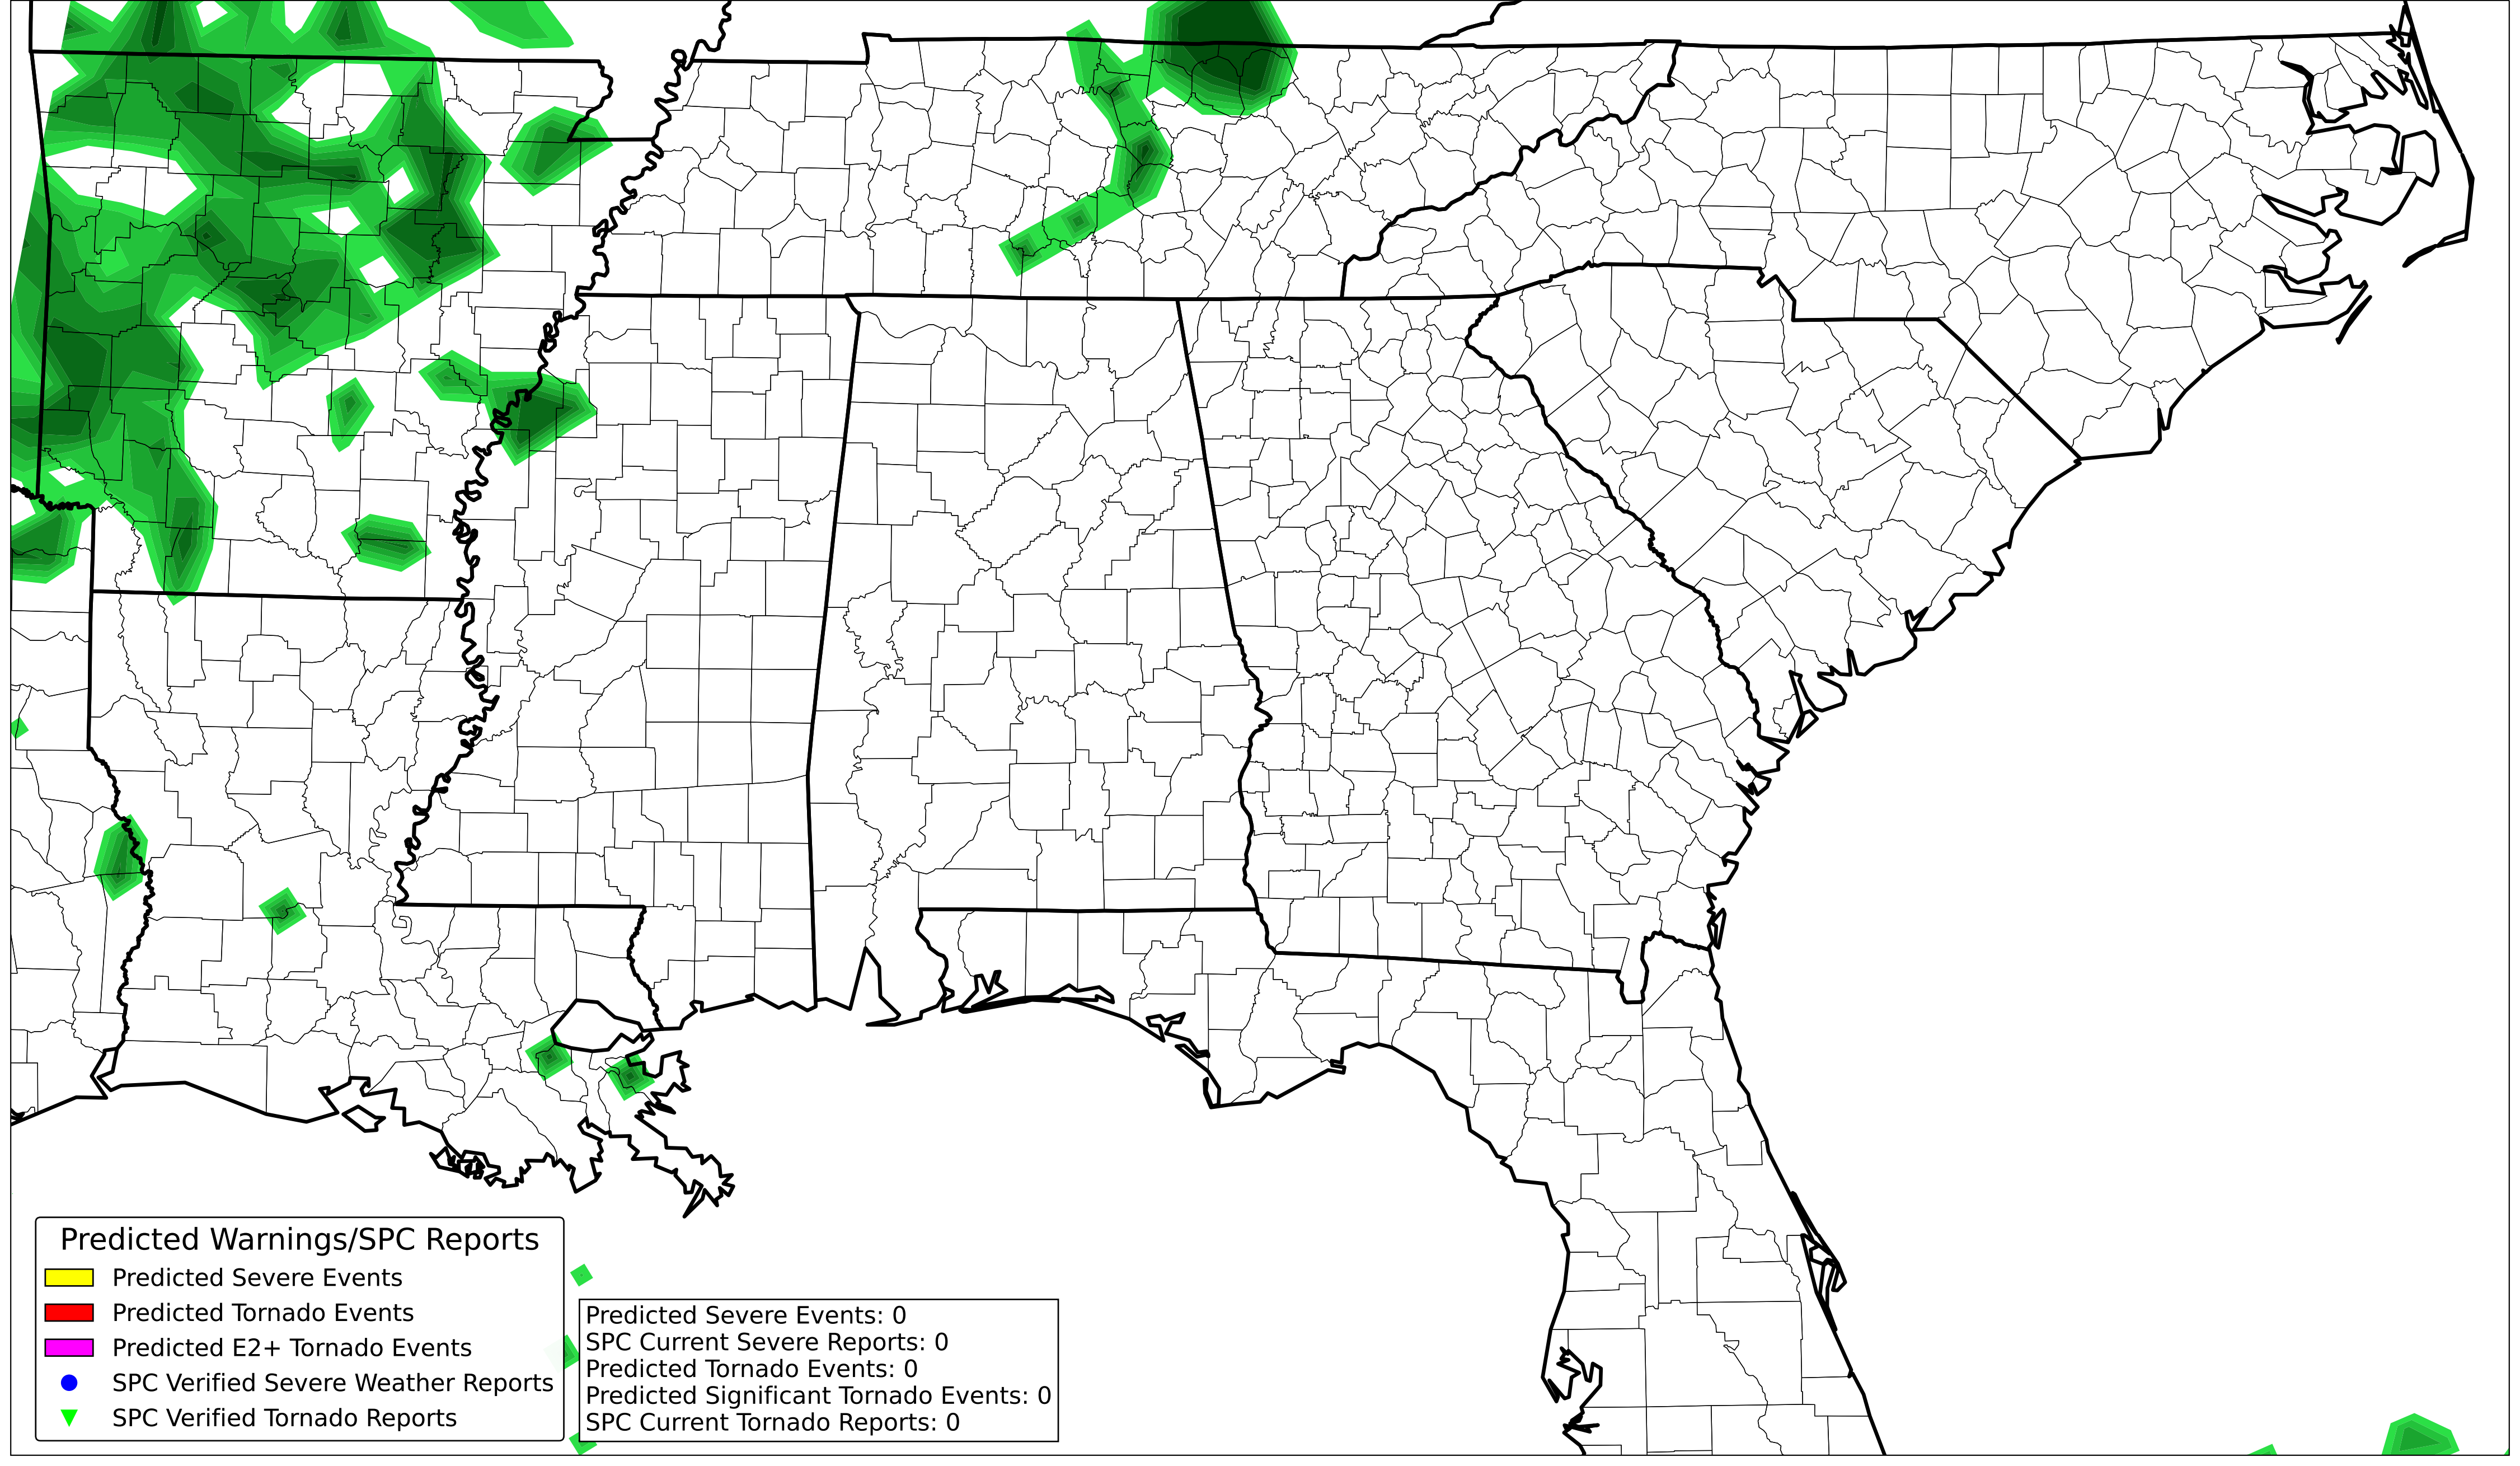 Predicted Warnings/SPC Reports
Predicted Severe Events
Predicted Tornado Events
Predicted E2+ Tornado Events
SPC Verified Severe Weather Reports
SPC Verified Tornado Reports
Predicted Severe Events: 0
SPC Current Severe Reports: 0
Predicted Tornado Events: 0
Predicted Significant Tornado Events: 0
SPC Current Tornado Reports: 0